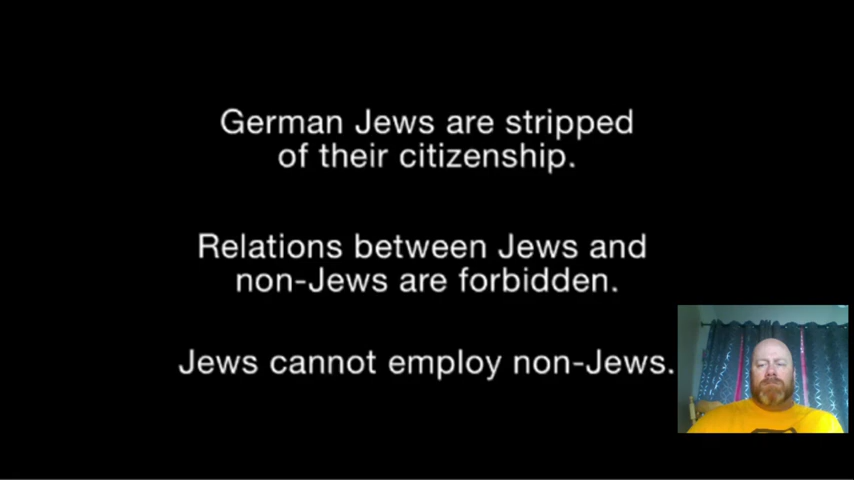 German Jews are stripped
of their citizenship.
Relations between Jews and
non-Jews are forbidden.
Jews cannot employ non-Jews.